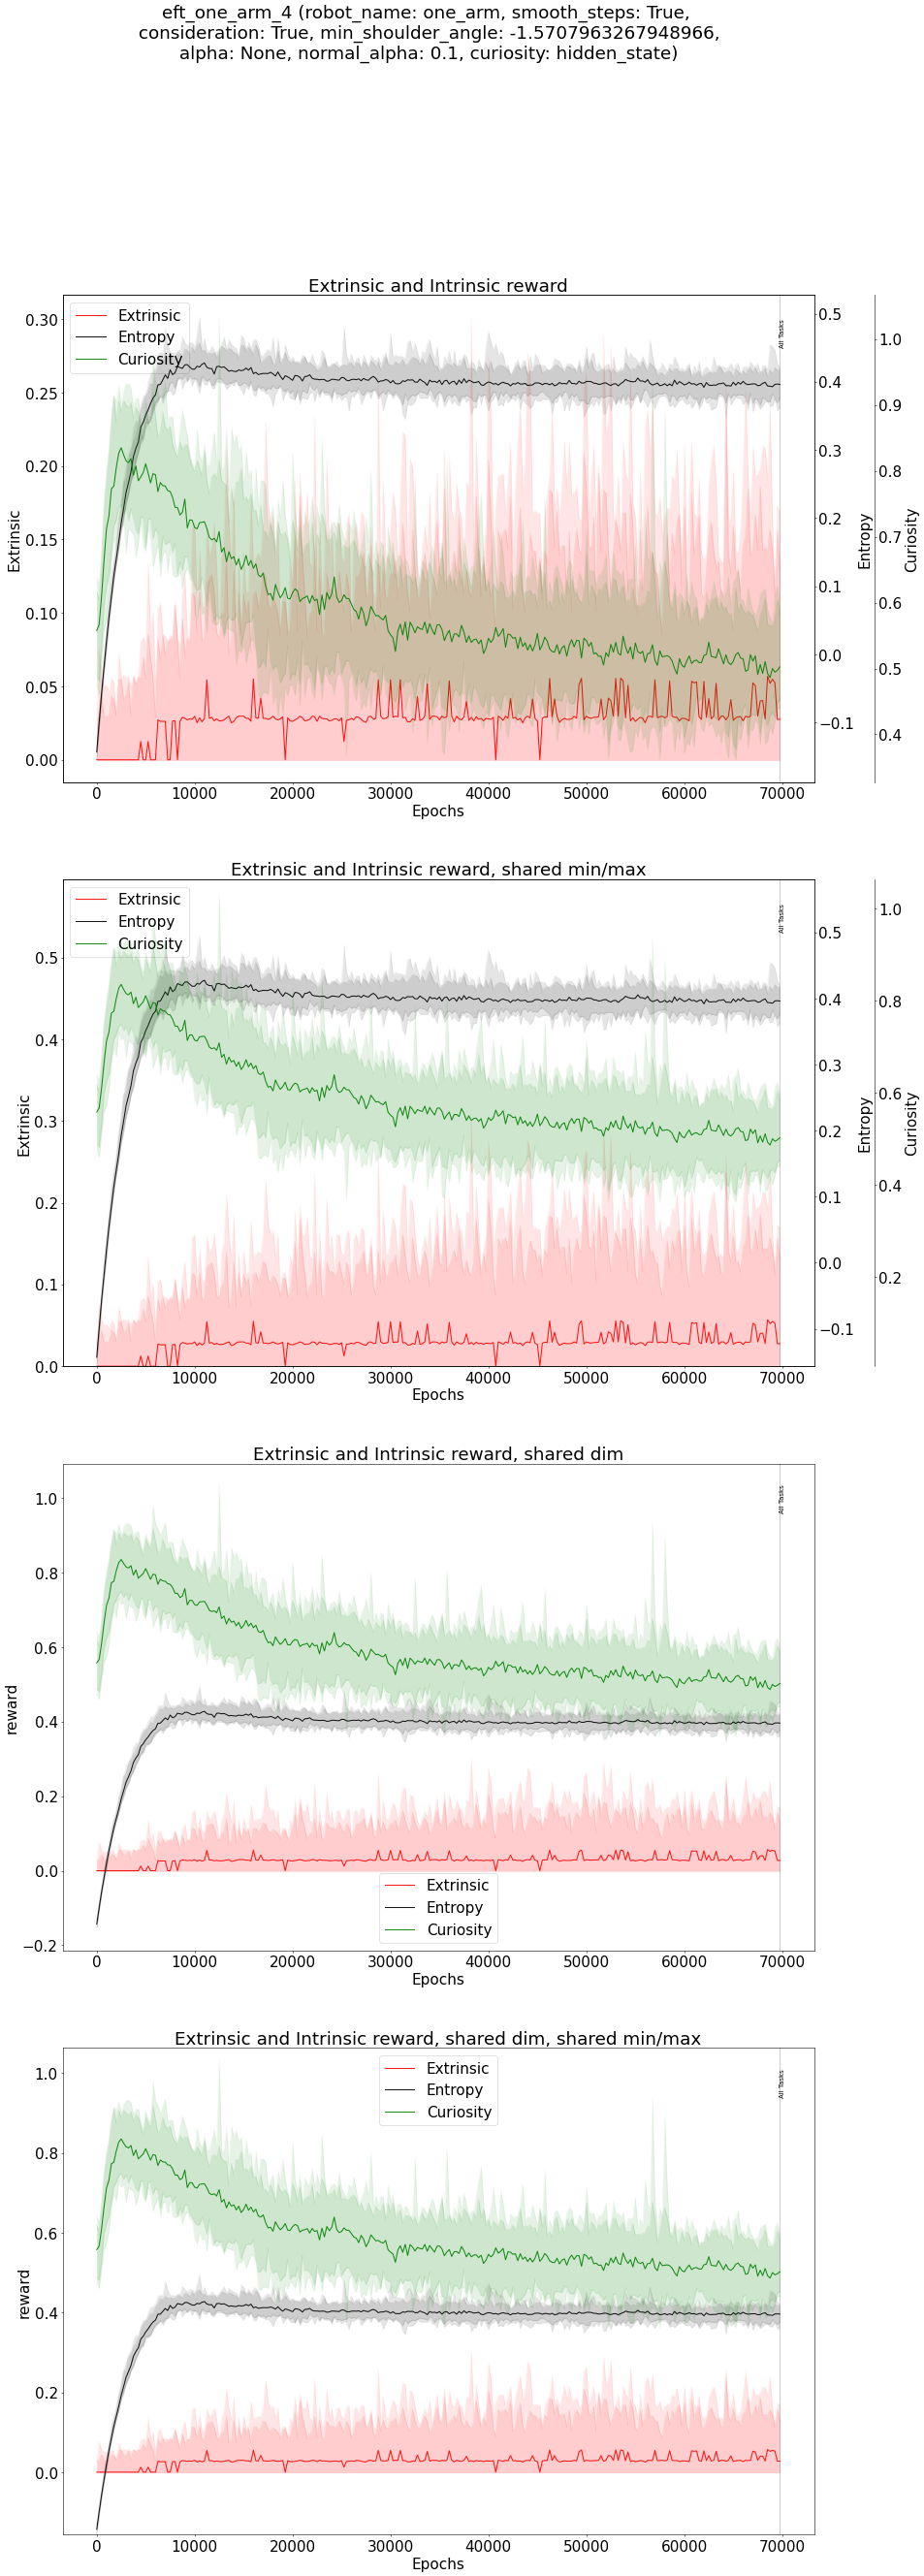 eft_one_arm_4 (robot_name: one_arm, smooth_steps: True,
consideration: True, min_shoulder_angle: -1.5707963267948966,
alpha: None, normal_alpha: 0.1, curiosity: hidden_state)
Extrinsic and Intrinsic reward
Extrinsic
Entropy
Curiosity
All Tasks
0.30
0.25
0.20
0.15
0.10
0.05
0.00
Extrinsic
0.5
0.4
0.3
0.2
0.1
0.0
−0.1
Entropy
1.0
0.9
0.8
0.7
0.6
0.5
0.4
Curiosity
0 10000 20000 30000 40000 50000 60000 70000
Epochs
Extrinsic and Intrinsic reward, shared min/max
Extrinsic
Entropy
Curiosity
All Tasks
0.5
0.4
0.3
0.2
0.1
0.0
Extrinsic
0.5
0.4
0.3
0.2
0.1
0.0
−0.1
Entropy
1.0
0.8
0.6
0.4
0.2
Curiosity
0 10000 20000 30000 40000 50000 60000 70000
Epochs
Extrinsic and Intrinsic reward, shared dim
All Tasks
1.0
0.8
0.6
0.4
0.2
0.0
−0.2
reward
Extrinsic
Entropy
Curiosity
0 10000 20000 30000 40000 50000 60000 70000
Epochs
Extrinsic and Intrinsic reward, shared dim, shared min/max
Extrinsic
Entropy
Curiosity
All Tasks
1.0
0.8
0.6
0.4
0.2
0.0
reward
0 10000 20000 30000 40000 50000 60000 70000
Epochs